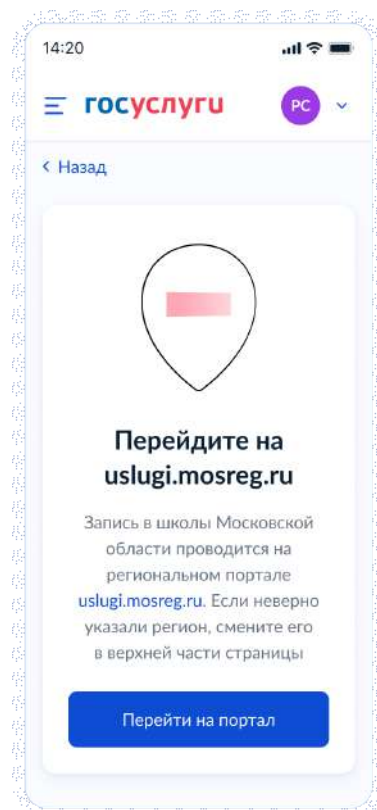 14:20
госуслуги
РС
Назад
Перейдите на
uslugi.mosreg.ru
Запись в школы Московской
области проводится на
региональном портале
uslugi.mosreg.ru. Если неверно
указали регион, смените его
в верхней части страницы
Перейти на портал